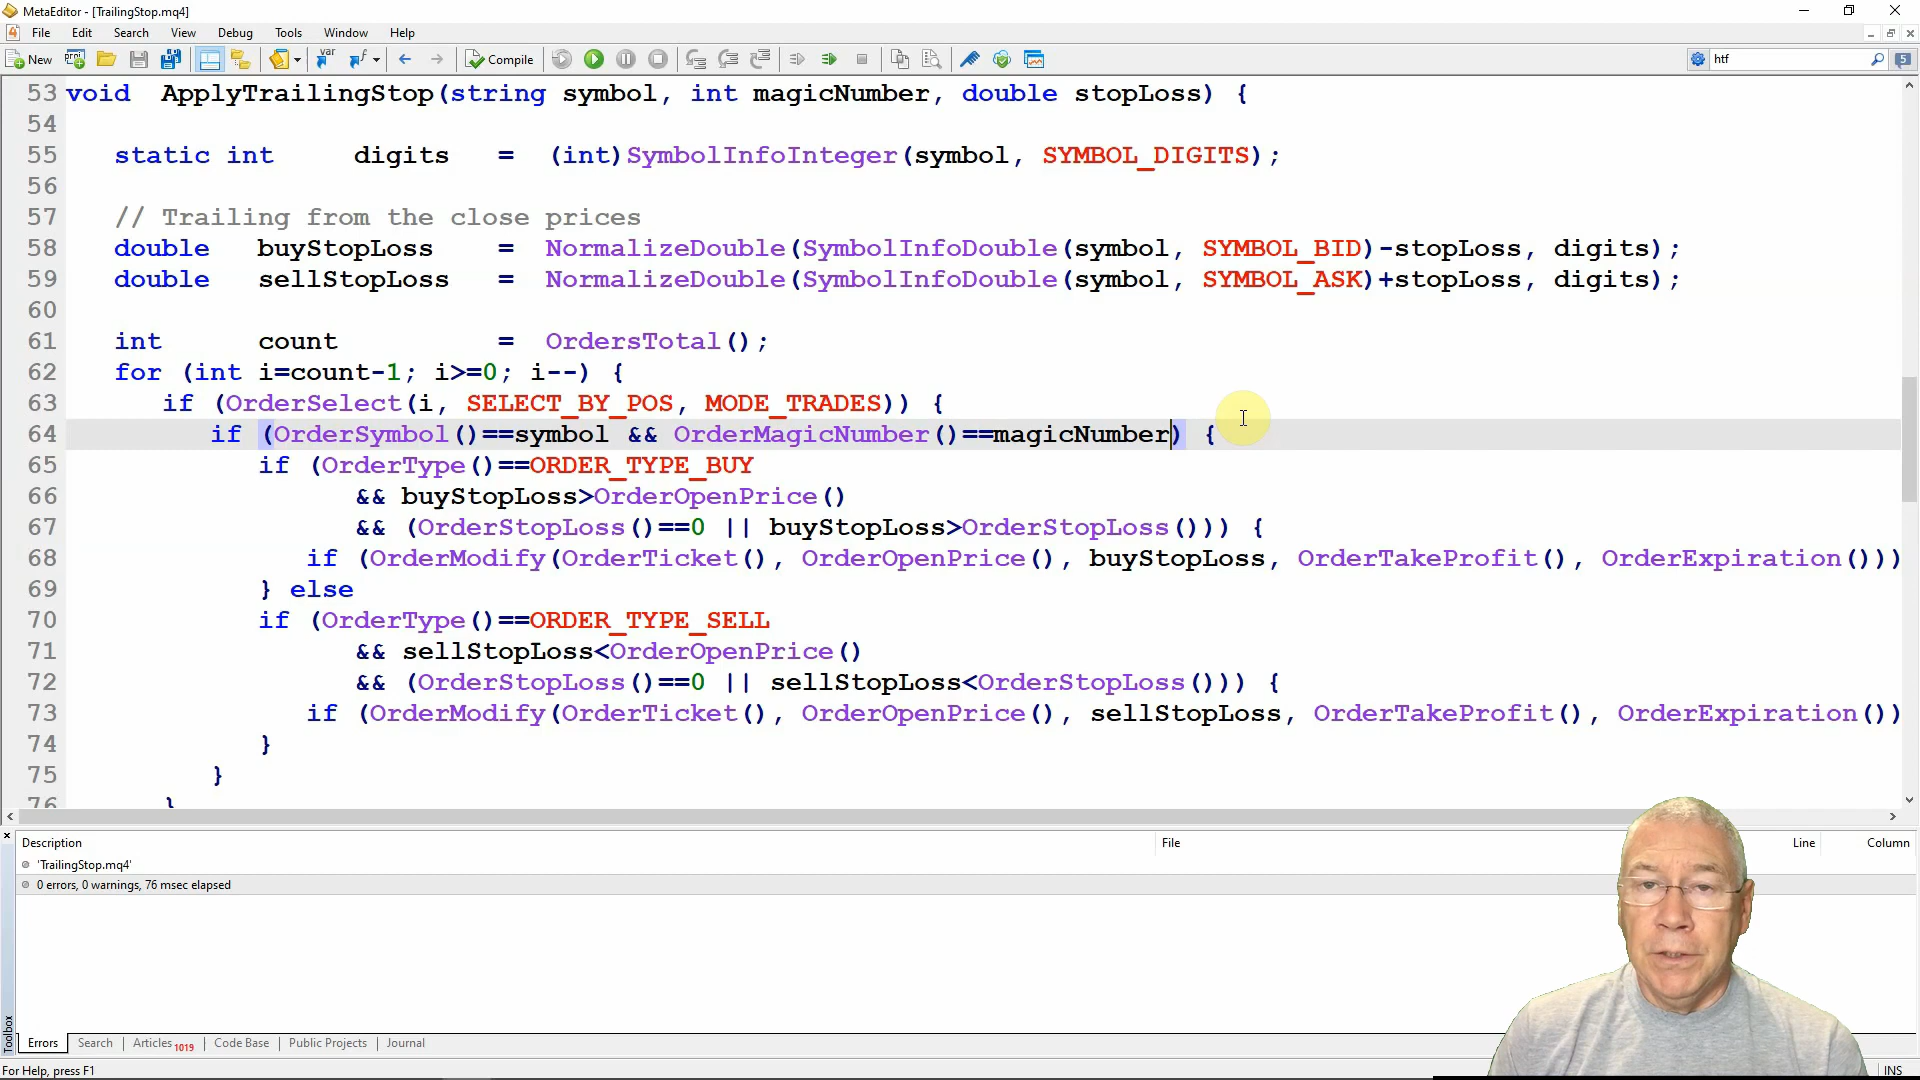 MetaEditor - [TrailingStop.mq4]
File Edit Search View Debug Tools Window Help
New Compile htf 5
53 void  ApplyTrailingStop(string symbol, int magicNumber, double stopLoss) {
54
55    static int     digits   =  (int)SymbolInfoInteger(symbol, SYMBOL_DIGITS);
56
57    // Trailing from the close prices
58    double   buyStopLoss    =  NormalizeDouble(SymbolInfoDouble(symbol, SYMBOL_BID)-stopLoss, digits);
59    double   sellStopLoss   =  NormalizeDouble(SymbolInfoDouble(symbol, SYMBOL_ASK)+stopLoss, digits);
60
61    int      count          =  OrdersTotal();
62    for (int i=count-1; i>=0; i--) {
63       if (OrderSelect(i, SELECT_BY_POS, MODE_TRADES)) {
64          if (OrderSymbol()==symbol && OrderMagicNumber()==magicNumber) {
65             if (OrderType()==ORDER_TYPE_BUY
66                   && buyStopLoss>OrderOpenPrice()
67                   && (OrderStopLoss()==0 || buyStopLoss>OrderStopLoss())) {
68                if (OrderModify(OrderTicket(), OrderOpenPrice(), buyStopLoss, OrderTakeProfit(), OrderExpiration()))
69             } else
70             if (OrderType()==ORDER_TYPE_SELL
71                   && sellStopLoss<OrderOpenPrice()
72                   && (OrderStopLoss()==0 || sellStopLoss<OrderStopLoss())) {
73                if (OrderModify(OrderTicket(), OrderOpenPrice(), sellStopLoss, OrderTakeProfit(), OrderExpiration())
74             }
75          }
76       }
Description File Line Column
'TrailingStop.mq4'
0 errors, 0 warnings, 76 msec elapsed
Toolbox
Errors Search Articles 1019 Code Base Public Projects Journal
For Help, press F1 INS